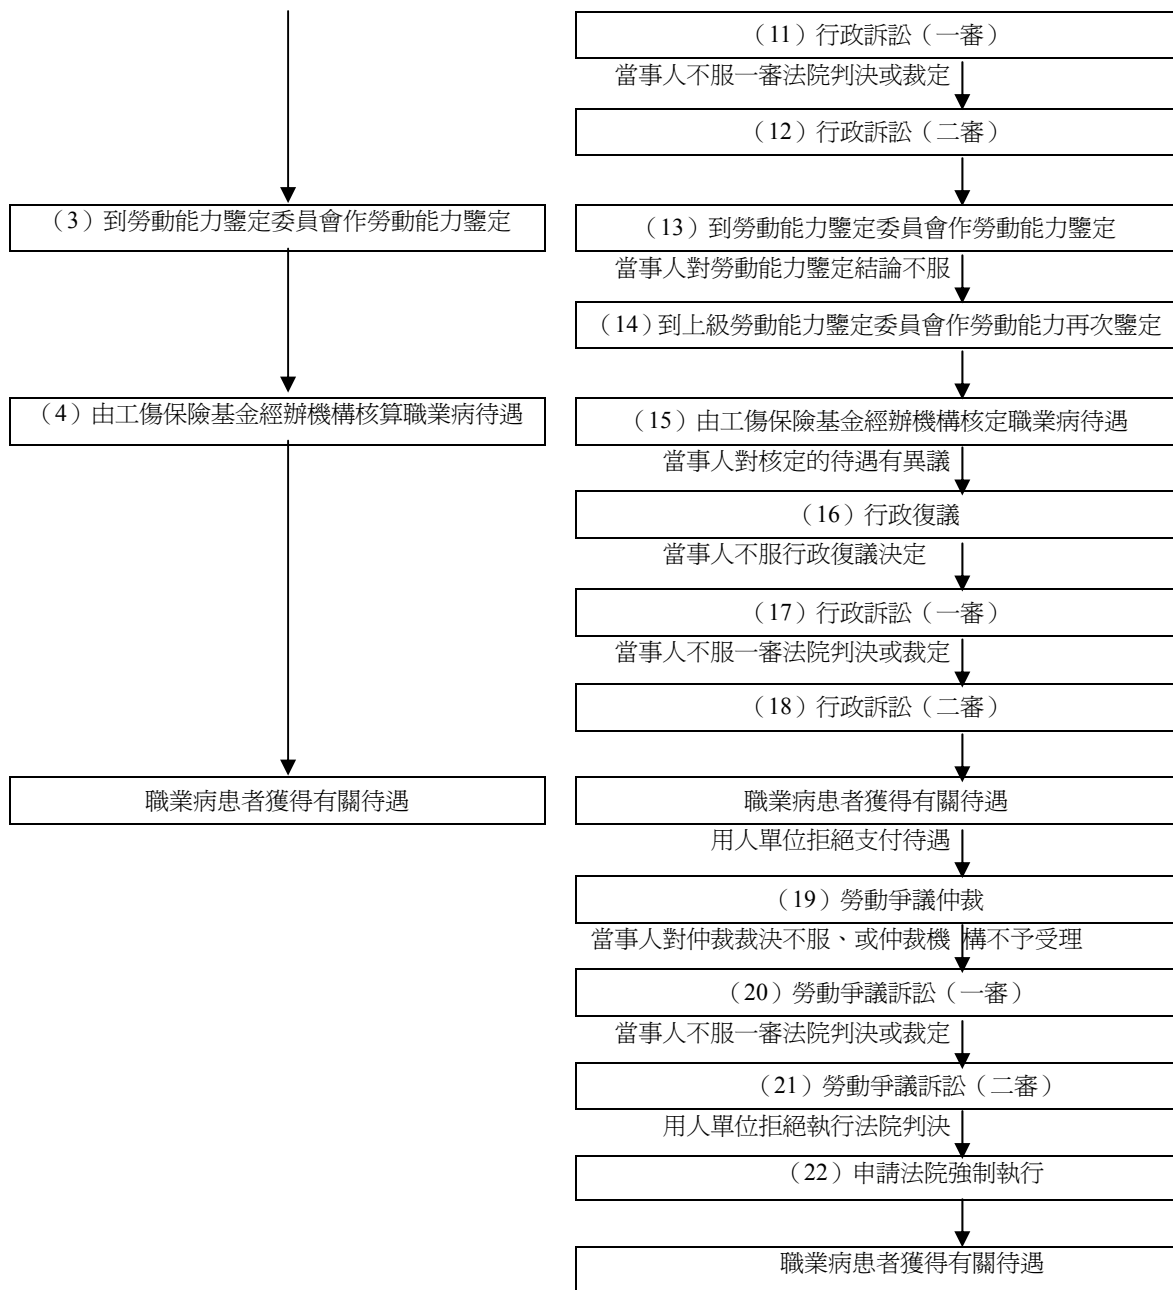 （11）行政訴訟（一審）
當事人不服一審法院判決或裁定
（12）行政訴訟（二審）
（3）到勞動能力鑒定委員會作勞動能力鑒定
（13）到勞動能力鑒定委員會作勞動能力鑒定
當事人對勞動能力鑒定結論不服
（14）到上級勞動能力鑒定委員會作勞動能力再次鑒定
（4）由工傷保險基金經辦機構核算職業病待遇
（15）由工傷保險基金經辦機構核定職業病待遇
當事人對核定的待遇有異議
（16）行政復議
當事人不服行政復議決定
（17）行政訴訟（一審）
當事人不服一審法院判決或裁定
（18）行政訴訟（二審）
職業病患者獲得有關待遇
職業病患者獲得有關待遇
用人單位拒絕支付待遇
（19）勞動爭議仲裁
當事人對仲裁裁決不服、或仲裁機 構不予受理
（20）勞動爭議訴訟（一審）
當事人不服一審法院判決或裁定
（21）勞動爭議訴訟（二審）
用人單位拒絕執行法院判決
（22）申請法院強制執行
職業病患者獲得有關待遇